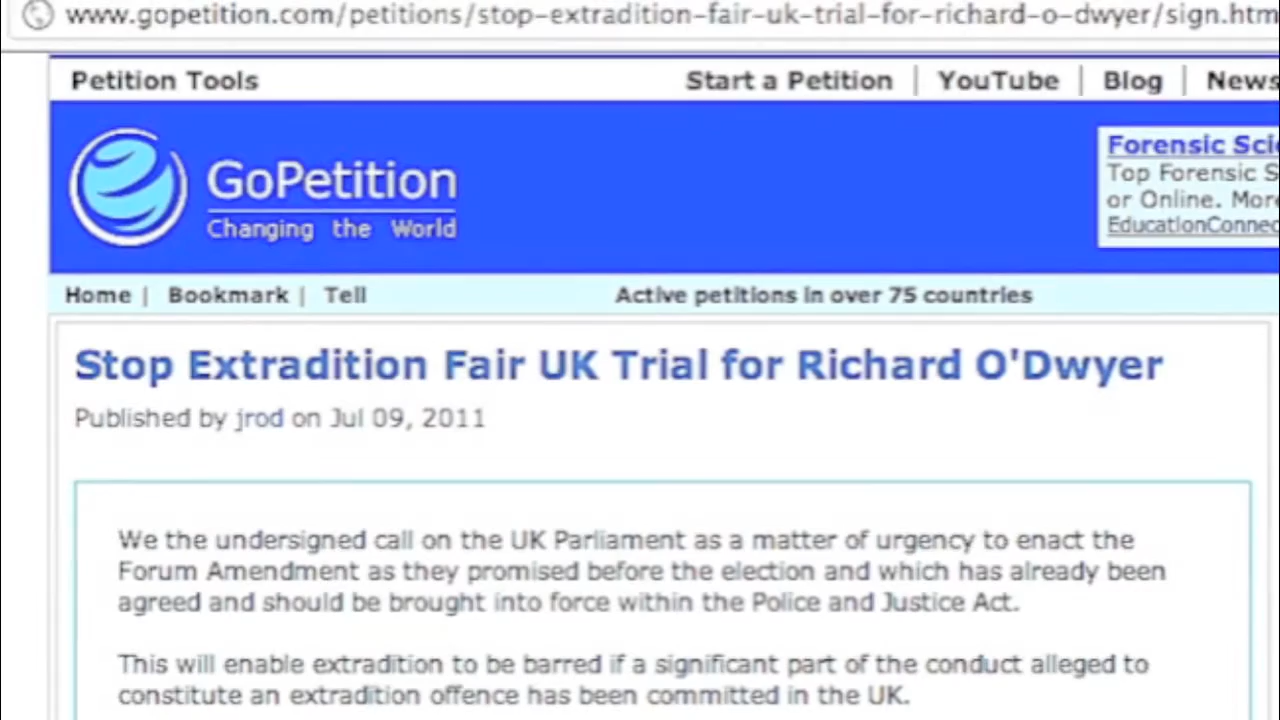 www.gopetition.com/petitions/stop-extradition-fair-uk-trial-for-richard-o-dwyer/sign.htm
Petition Tools
Start a Petition | YouTube | Blog | News
GoPetition
Changing the World
Forensic Sci
Top Forensic S
or Online. More
EducationConnec
Home | Bookmark | Tell
Active petitions in over 75 countries
Stop Extradition Fair UK Trial for Richard O'Dwyer
Published by jrod on Jul 09, 2011
We the undersigned call on the UK Parliament as a matter of urgency to enact the
Forum Amendment as they promised before the election and which has already been
agreed and should be brought into force within the Police and Justice Act.
This will enable extradition to be barred if a significant part of the conduct alleged to
constitute an extradition offence has been committed in the UK.